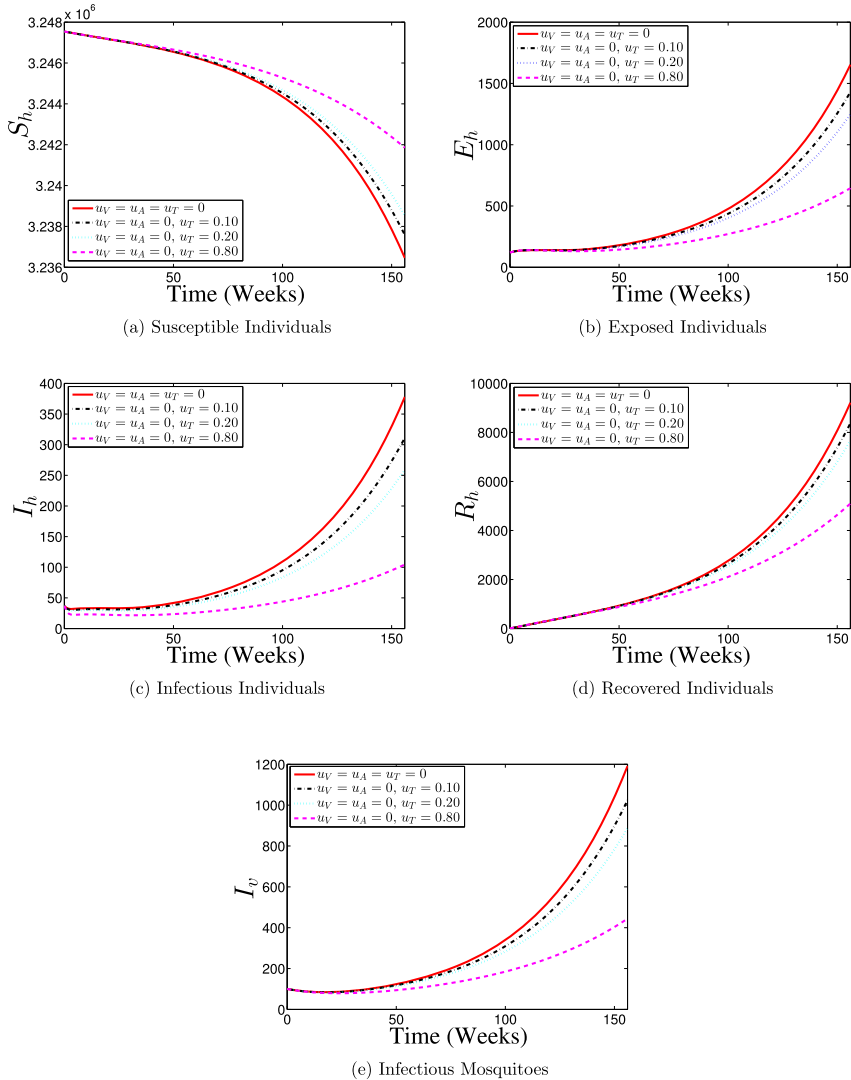 3.248 x 10^6
3.246
3.244
3.242
3.24
3.238
3.236
S_h
u_V = u_A = u_T = 0
u_V = u_A = 0, u_T = 0.10
u_V = u_A = 0, u_T = 0.20
u_V = u_A = 0, u_T = 0.80
0 50 100 150
Time (Weeks)
(a) Susceptible Individuals
2000
1500
1000
500
0
E_h
u_V = u_A = u_T = 0
u_V = u_A = 0, u_T = 0.10
u_V = u_A = 0, u_T = 0.20
u_V = u_A = 0, u_T = 0.80
0 50 100 150
Time (Weeks)
(b) Exposed Individuals
400
350
300
250
200
150
100
50
0
I_h
u_V = u_A = u_T = 0
u_V = u_A = 0, u_T = 0.10
u_V = u_A = 0, u_T = 0.20
u_V = u_A = 0, u_T = 0.80
0 50 100 150
Time (Weeks)
(c) Infectious Individuals
10000
8000
6000
4000
2000
0
R_h
u_V = u_A = u_T = 0
u_V = u_A = 0, u_T = 0.10
u_V = u_A = 0, u_T = 0.20
u_V = u_A = 0, u_T = 0.80
0 50 100 150
Time (Weeks)
(d) Recovered Individuals
1200
1000
800
600
400
200
0
I_v
u_V = u_A = u_T = 0
u_V = u_A = 0, u_T = 0.10
u_V = u_A = 0, u_T = 0.20
u_V = u_A = 0, u_T = 0.80
0 50 100 150
Time (Weeks)
(e) Infectious Mosquitoes